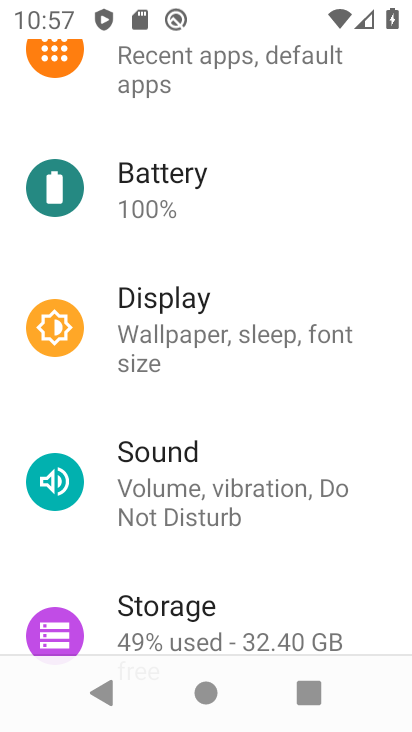 10:57
Recent apps, default
apps
Battery
100%
Display
Wallpaper, sleep, font
size
Sound
Volume, vibration, Do
Not Disturb
Storage
49% used - 32.40 GB
free